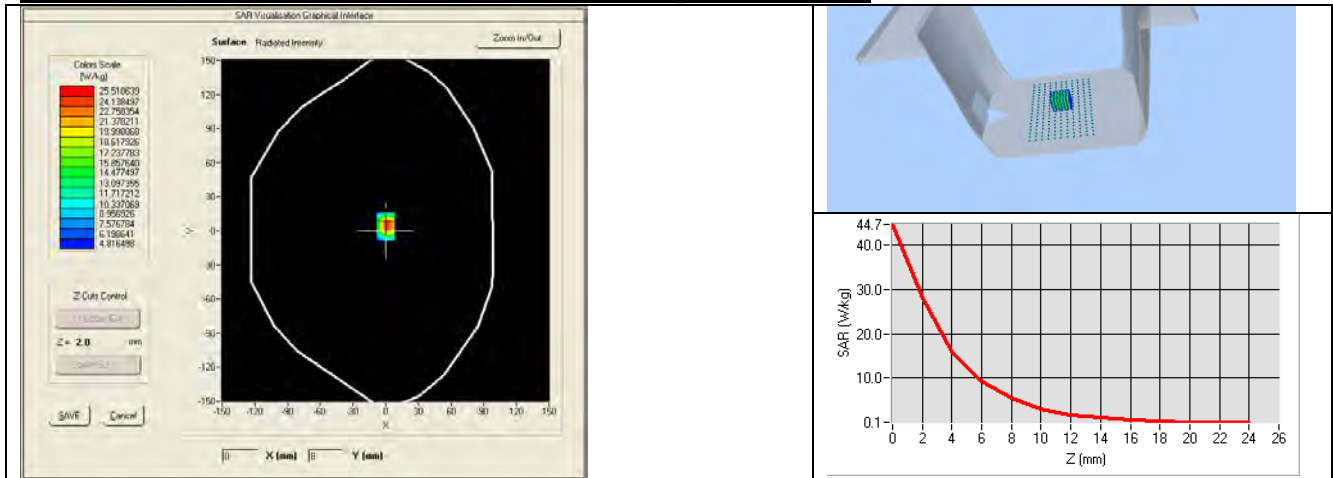 SAR Visualisation Graphical Interface
Surface Radiated Intensity
Zoom In/Out
Colors Scale
(W/kg)
25.518639
24.138497
22.758354
21.378211
19.998068
18.617926
17.237783
15.857640
14.477497
13.097355
11.717212
10.337069
8.956926
7.576784
6.196641
4.816498
Z Cuts Control
Z = 2.0 mm
SAVE
Cancel
150
120
90
60
30
0
-30
-60
-90
-120
-150
Y
-150 -120 -90 -60 -30 0 30 60 90 120 150
X
0 X (mm) 8 Y (mm)
44.7
40.0
30.0
20.0
10.0
0.1
SAR (W/kg)
0 2 4 6 8 10 12 14 16 18 20 22 24 26
Z (mm)